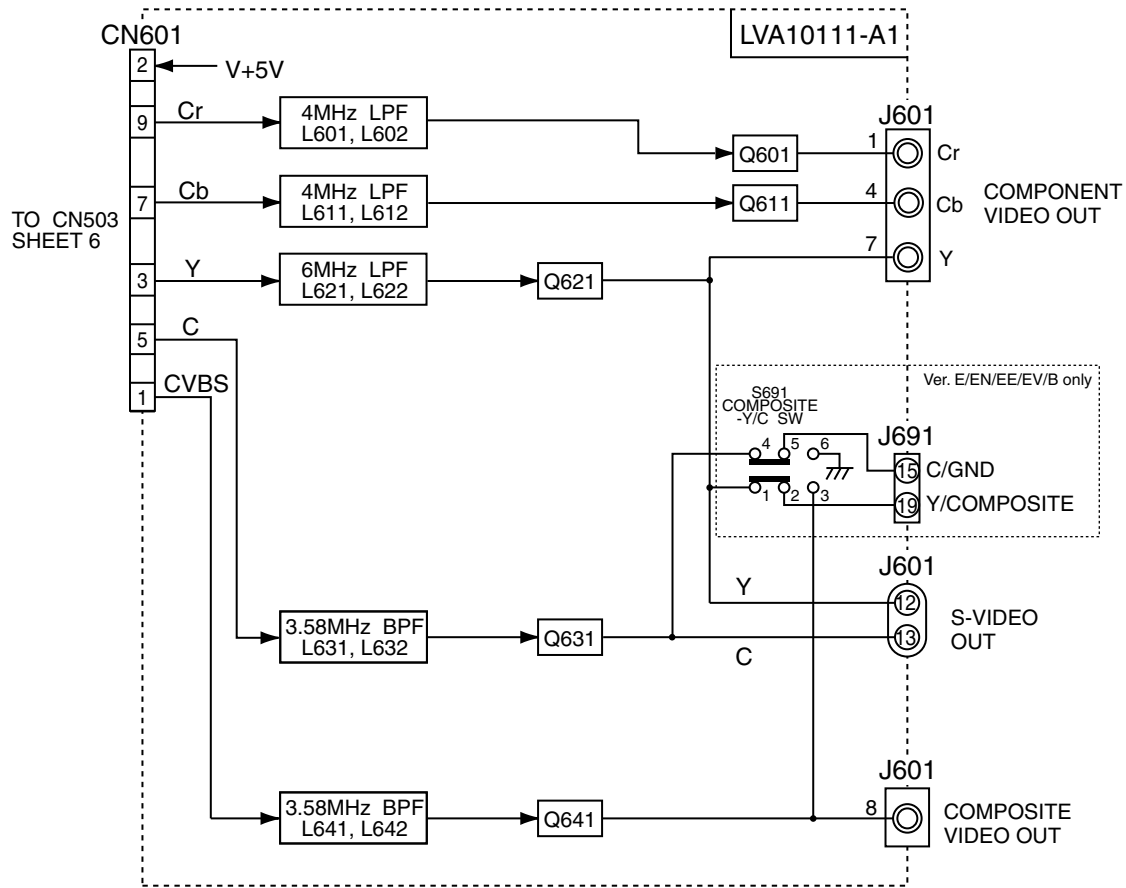 LVA10111-A1
CN601
2
V+5V
9
Cr
4MHz LPF
L601, L602
Q601
J601
1
Cr
7
Cb
4MHz LPF
L611, L612
Q611
4
Cb
COMPONENT
VIDEO OUT
TO CN503
SHEET 6
3
Y
6MHz LPF
L621, L622
Q621
7
Y
5
C
1
CVBS
Ver. E/EN/EE/EV/B only
S691
COMPOSITE
-Y/C SW
4
5
6
1
2
3
J691
15
C/GND
19
Y/COMPOSITE
J601
Y
12
S-VIDEO
OUT
3.58MHz BPF
L631, L632
Q631
C
13
J601
3.58MHz BPF
L641, L642
Q641
8
COMPOSITE
VIDEO OUT